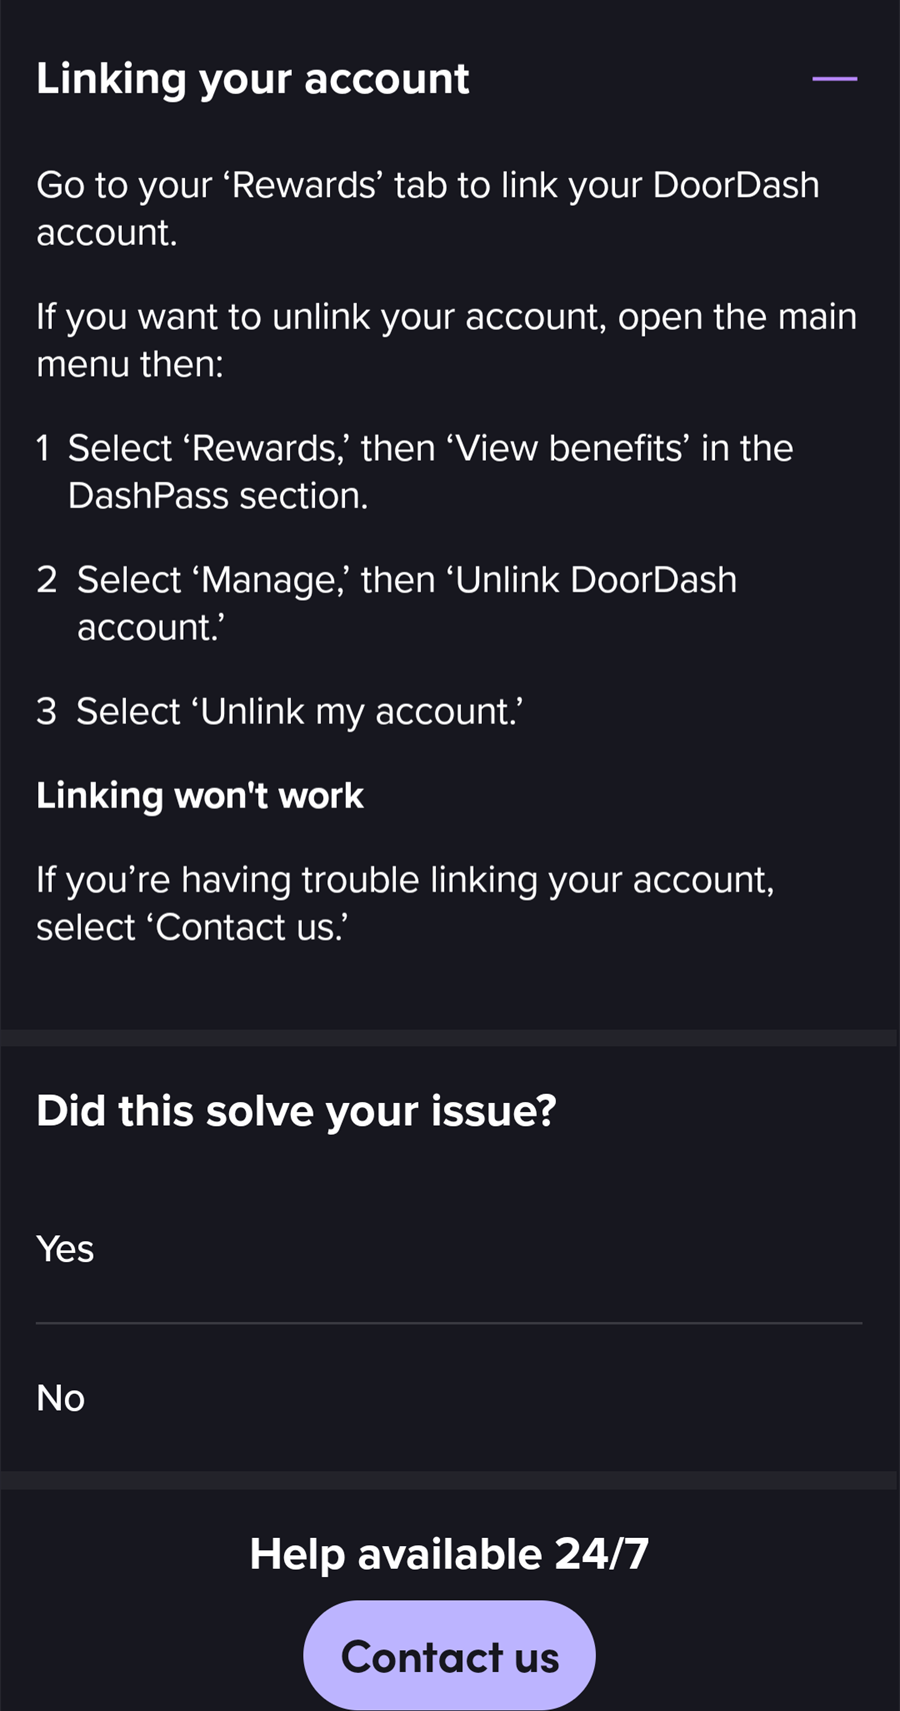 Linking your account
Go to your ‘Rewards’ tab to link your DoorDash
account.
If you want to unlink your account, open the main
menu then:
1 Select ‘Rewards,’ then ‘View benefits’ in the
DashPass section.
2 Select ‘Manage,’ then ‘Unlink DoorDash
account.’
3 Select ‘Unlink my account.’
Linking won't work
If you’re having trouble linking your account,
select ‘Contact us.’
Did this solve your issue?
Yes
No
Help available 24/7
Contact us